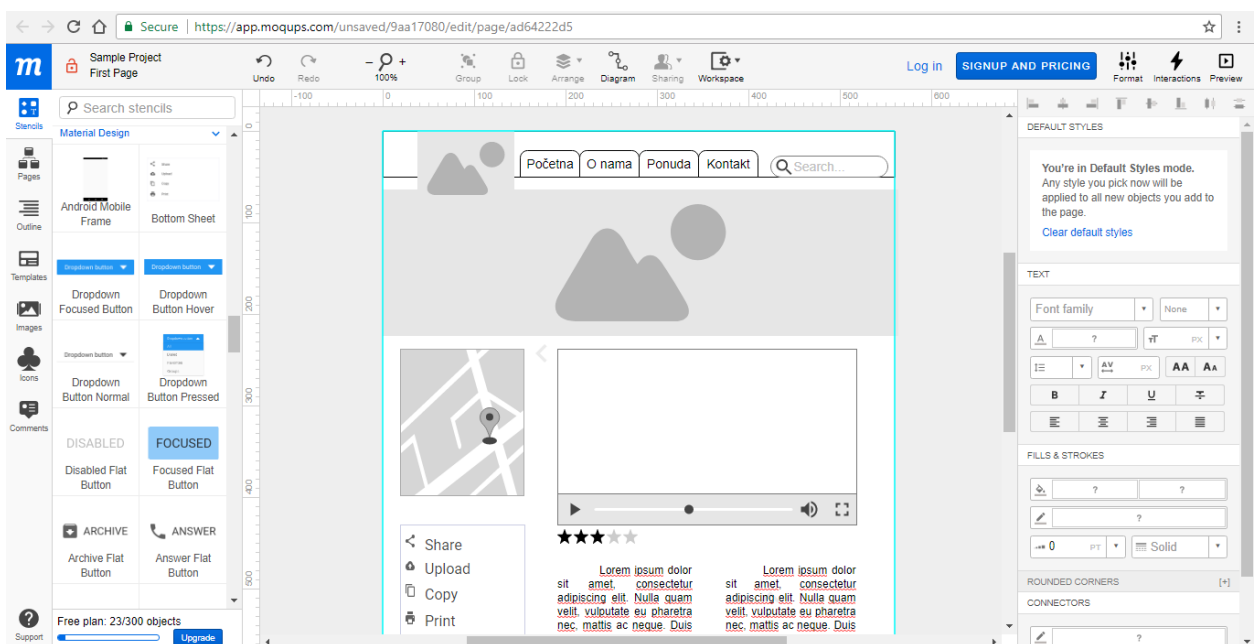 Secure | https://app.moqups.com/unsaved/9aa17080/edit/page/ad64222d5
m
Sample Project
First Page
Undo
Redo
- +
100%
Group
Lock
Arrange
Diagram
Sharing
Workspace
Log in
SIGNUP AND PRICING
Format
Interactions
Preview
Stencils
Pages
Outline
Templates
Images
Icons
Comments
Support
Search stencils
Material Design
Android Mobile
Frame
Bottom Sheet
Dropdown button
Dropdown button
Dropdown
Focused Button
Dropdown
Button Hover
Dropdown button
Dropdown
Button Normal
Dropdown
Button Pressed
DISABLED
FOCUSED
Disabled Flat
Button
Focused Flat
Button
ARCHIVE
ANSWER
Archive Flat
Button
Answer Flat
Button
Free plan: 23/300 objects
Upgrade
-100 0 100 200 300 400 500 600
0
100
200
300
400
500
Početna
O nama
Ponuda
Kontakt
Search...
Share
Upload
Copy
Print
Lorem ipsum dolor
sit amet, consectetur
adipiscing elit. Nulla quam
velit, vulputate eu pharetra
nec, mattis ac neque. Duis
Lorem ipsum dolor
sit amet, consectetur
adipiscing elit. Nulla quam
velit, vulputate eu pharetra
nec, mattis ac neque. Duis
DEFAULT STYLES
You're in Default Styles mode.
Any style you pick now will be
applied to all new objects you add to
the page.
Clear default styles
TEXT
Font family
None
A ? TT PX
AV PX AA AA
B I U T
FILLS & STROKES
? ?
?
0 PT Solid
ROUNDED CORNERS [+]
CONNECTORS
?